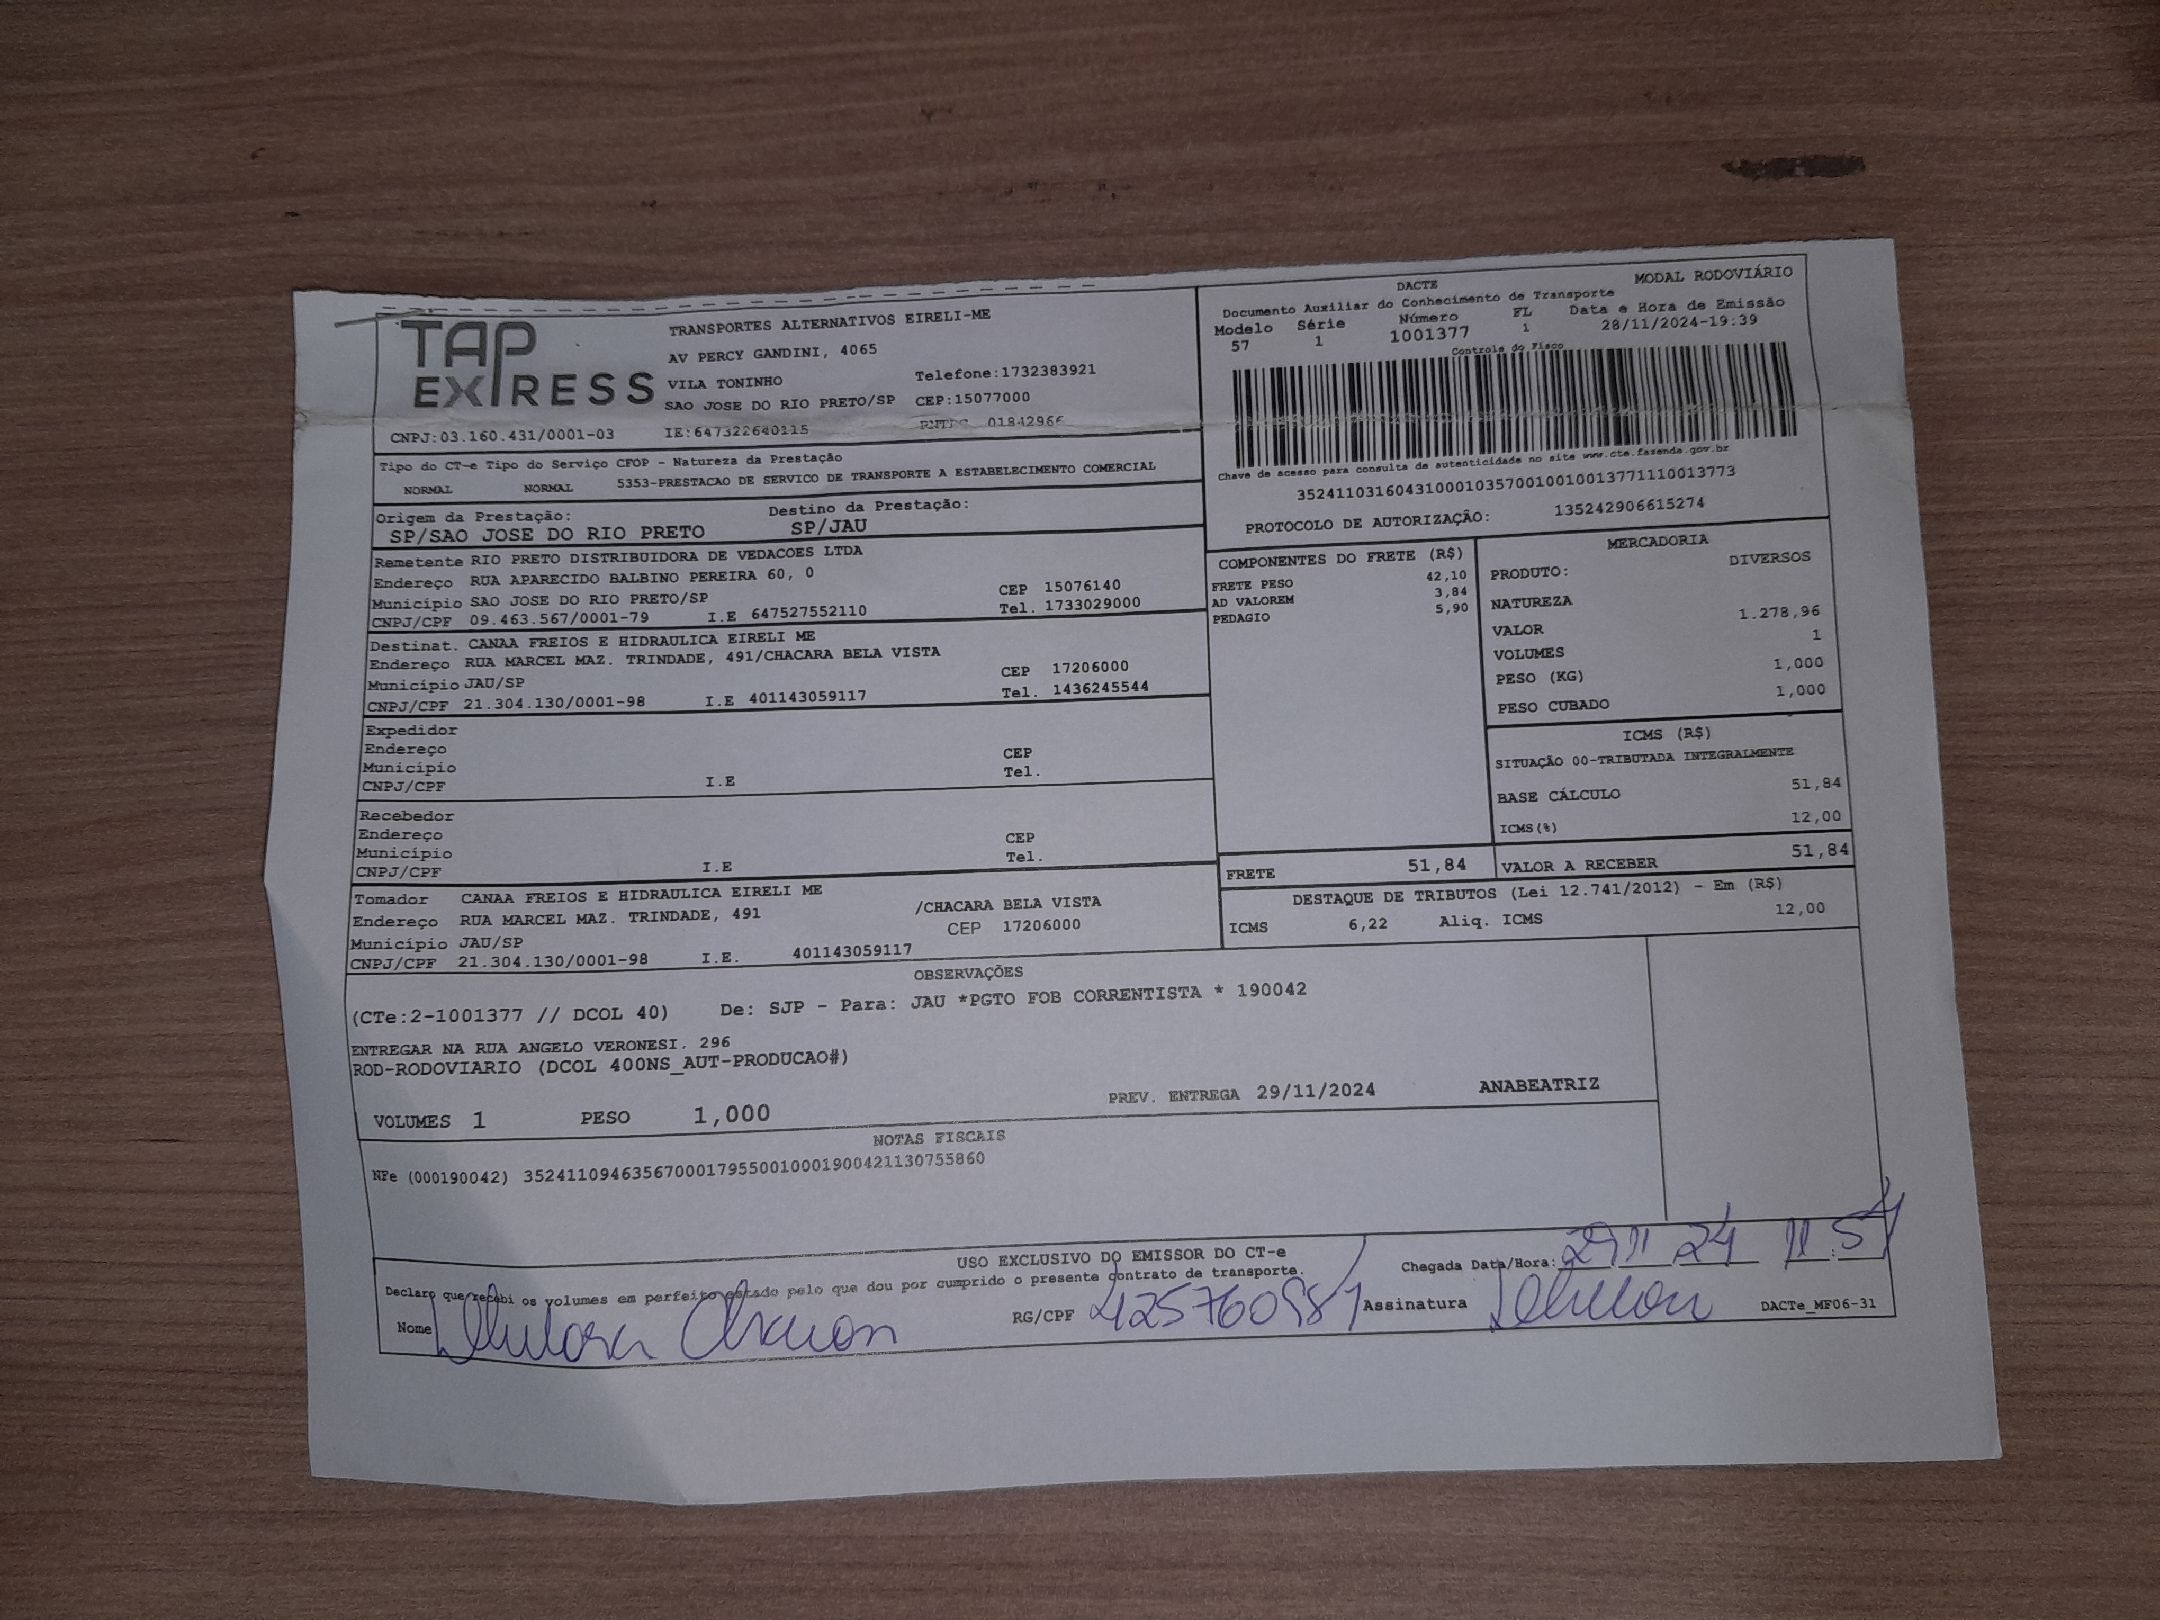 TAP EXPRESS
TRANSPORTES ALTERNATIVOS EIRELI-ME
AV PERCY GANDINI, 4065
VILA TONINHO Telefone:1732383921
SAO JOSE DO RIO PRETO/SP CEP:15077000
CNPJ:03.160.431/0001-03 IE:647322640115 RNTRC 01842966
DACTE MODAL RODOVIÁRIO
Documento Auxiliar do Conhecimento de Transporte
Modelo Série Número FL Data e Hora de Emissão
57 1 1001377 1 28/11/2024-19:39
Controle do Fisco
Chave de acesso para consulta de autenticidade no site www.cte.fazenda.gov.br
35241103160431000103570010010013771110013773
PROTOCOLO DE AUTORIZAÇÃO: 135242906615274
Tipo do CT-e Tipo do Serviço CFOP - Natureza da Prestação
NORMAL NORMAL 5353-PRESTACAO DE SERVICO DE TRANSPORTE A ESTABELECIMENTO COMERCIAL
Origem da Prestação: Destino da Prestação:
SP/SAO JOSE DO RIO PRETO SP/JAU
Remetente RIO PRETO DISTRIBUIDORA DE VEDACOES LTDA
Endereço RUA APARECIDO BALBINO PEREIRA 60, 0 CEP 15076140
Município SAO JOSE DO RIO PRETO/SP Tel. 1733029000
CNPJ/CPF 09.463.567/0001-79 I.E 647527552110
Destinat. CANAA FREIOS E HIDRAULICA EIRELI ME
Endereço RUA MARCEL MAZ. TRINDADE, 491/CHACARA BELA VISTA CEP 17206000
Município JAU/SP Tel. 1436245544
CNPJ/CPF 21.304.130/0001-98 I.E 401143059117
Expedidor
Endereço CEP
Município Tel.
CNPJ/CPF I.E
Recebedor
Endereço CEP
Município Tel.
CNPJ/CPF I.E
Tomador CANAA FREIOS E HIDRAULICA EIRELI ME
Endereço RUA MARCEL MAZ. TRINDADE, 491 /CHACARA BELA VISTA
Município JAU/SP CEP 17206000
CNPJ/CPF 21.304.130/0001-98 I.E. 401143059117
COMPONENTES DO FRETE (R$)
FRETE PESO 42,10
AD VALOREM 3,84
PEDAGIO 5,90
FRETE 51,84
MERCADORIA
PRODUTO: DIVERSOS
NATUREZA
VALOR 1.278,96
VOLUMES 1
PESO (KG) 1,000
PESO CUBADO 1,000
ICMS (R$)
SITUAÇÃO 00-TRIBUTADA INTEGRALMENTE
BASE CÁLCULO 51,84
ICMS(%) 12,00
VALOR A RECEBER 51,84
DESTAQUE DE TRIBUTOS (Lei 12.741/2012) - Em (R$)
ICMS 6,22 Aliq. ICMS 12,00
OBSERVAÇÕES
(CTe:2-1001377 // DCOL 40) De: SJP - Para: JAU *PGTO FOB CORRENTISTA * 190042
ENTREGAR NA RUA ANGELO VERONESI. 296
ROD-RODOVIARIO (DCOL 400NS_AUT-PRODUCAO#)
PREV. ENTREGA 29/11/2024 ANABEATRIZ
VOLUMES 1 PESO 1,000
NOTAS FISCAIS
NFe (000190042) 35241109463567000179550010001900421130755860
USO EXCLUSIVO DO EMISSOR DO CT-e
Declaro que recebi os volumes em perfeito estado pelo que dou por cumprido o presente contrato de transporte.
Chegada Data/Hora: 29 11 24 11:57
Nome RG/CPF Assinatura DACTe_MF06-31